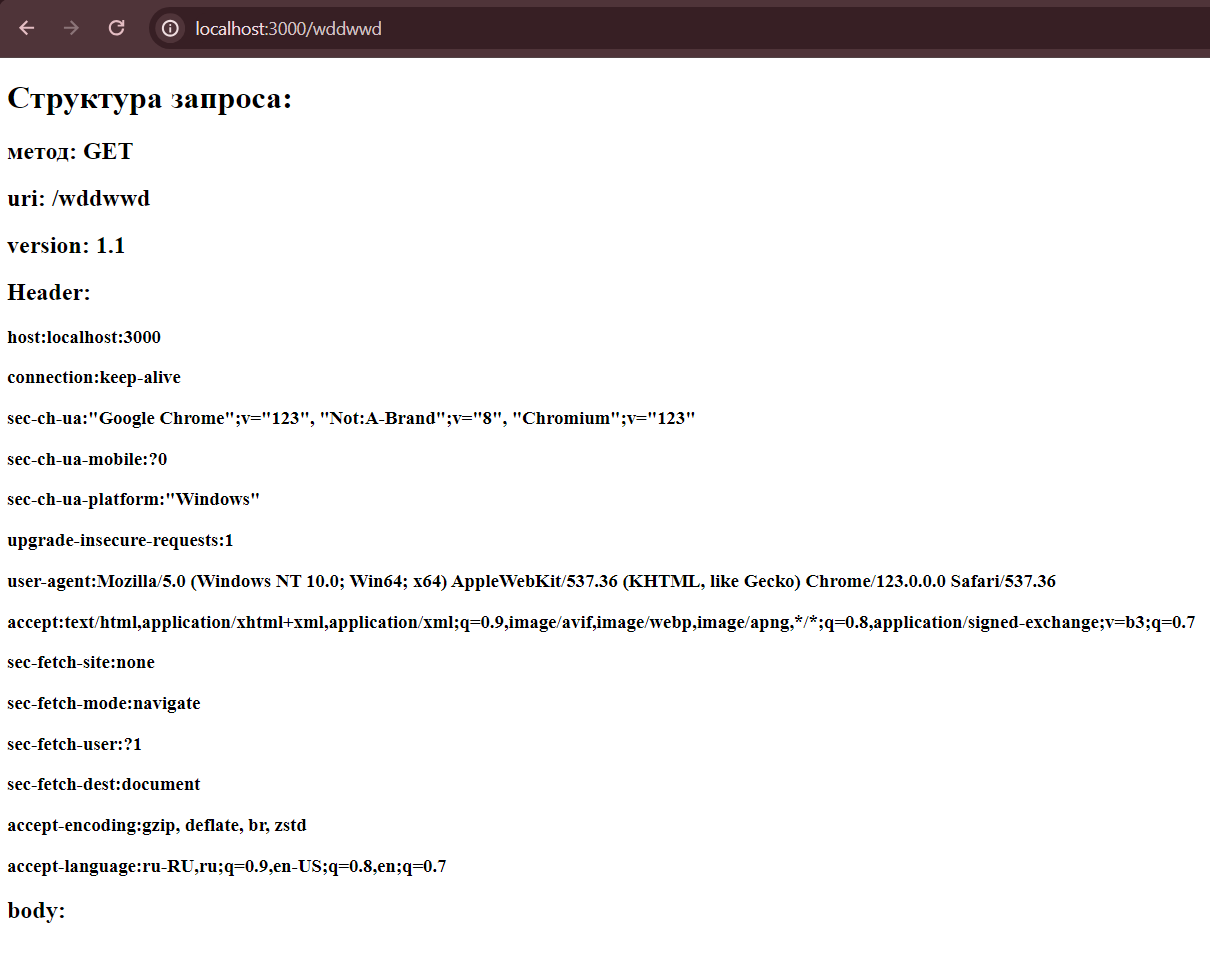 localhost:3000/wddwwd
Структура запроса:
метод: GET
uri: /wddwwd
version: 1.1
Header:
host:localhost:3000
connection:keep-alive
sec-ch-ua:"Google Chrome";v="123", "Not:A-Brand";v="8", "Chromium";v="123"
sec-ch-ua-mobile:?0
sec-ch-ua-platform:"Windows"
upgrade-insecure-requests:1
user-agent:Mozilla/5.0 (Windows NT 10.0; Win64; x64) AppleWebKit/537.36 (KHTML, like Gecko) Chrome/123.0.0.0 Safari/537.36
accept:text/html,application/xhtml+xml,application/xml;q=0.9,image/avif,image/webp,image/apng,*/*;q=0.8,application/signed-exchange;v=b3;q=0.7
sec-fetch-site:none
sec-fetch-mode:navigate
sec-fetch-user:?1
sec-fetch-dest:document
accept-encoding:gzip, deflate, br, zstd
accept-language:ru-RU,ru;q=0.9,en-US;q=0.8,en;q=0.7
body: